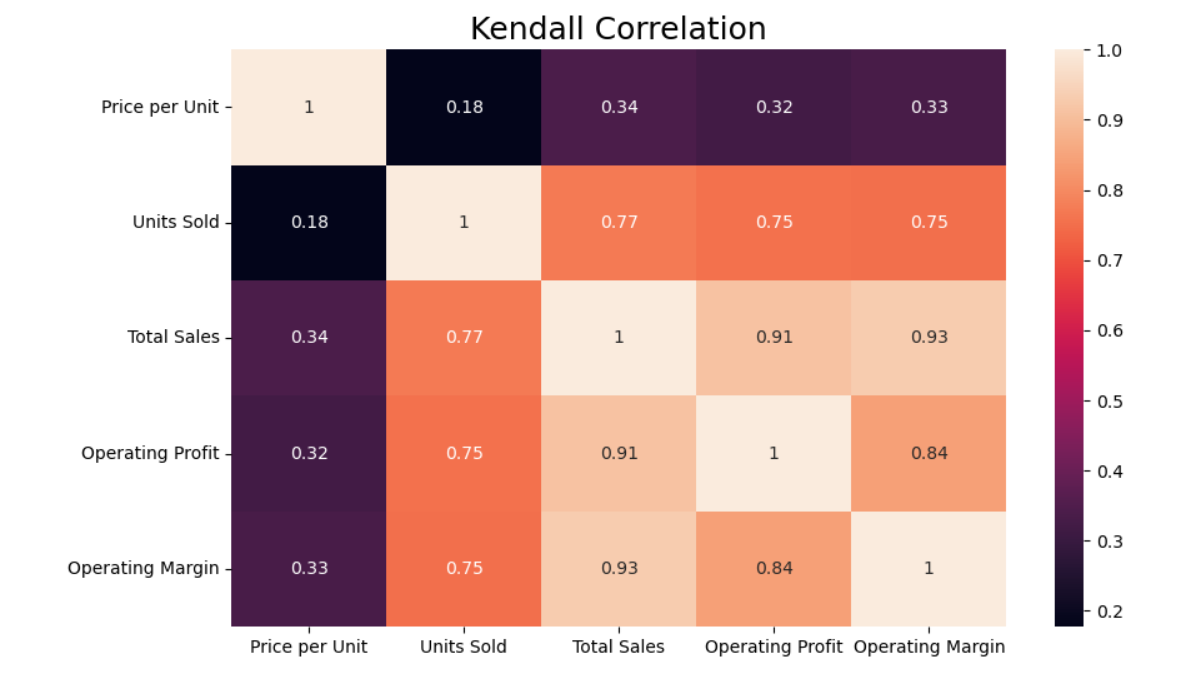 Kendall Correlation
Price per Unit 1 0.18 0.34 0.32 0.33
Units Sold 0.18 1 0.77 0.75 0.75
Total Sales 0.34 0.77 1 0.91 0.93
Operating Profit 0.32 0.75 0.91 1 0.84
Operating Margin 0.33 0.75 0.93 0.84 1
Price per Unit Units Sold Total Sales Operating Profit Operating Margin
1.0
0.9
0.8
0.7
0.6
0.5
0.4
0.3
0.2